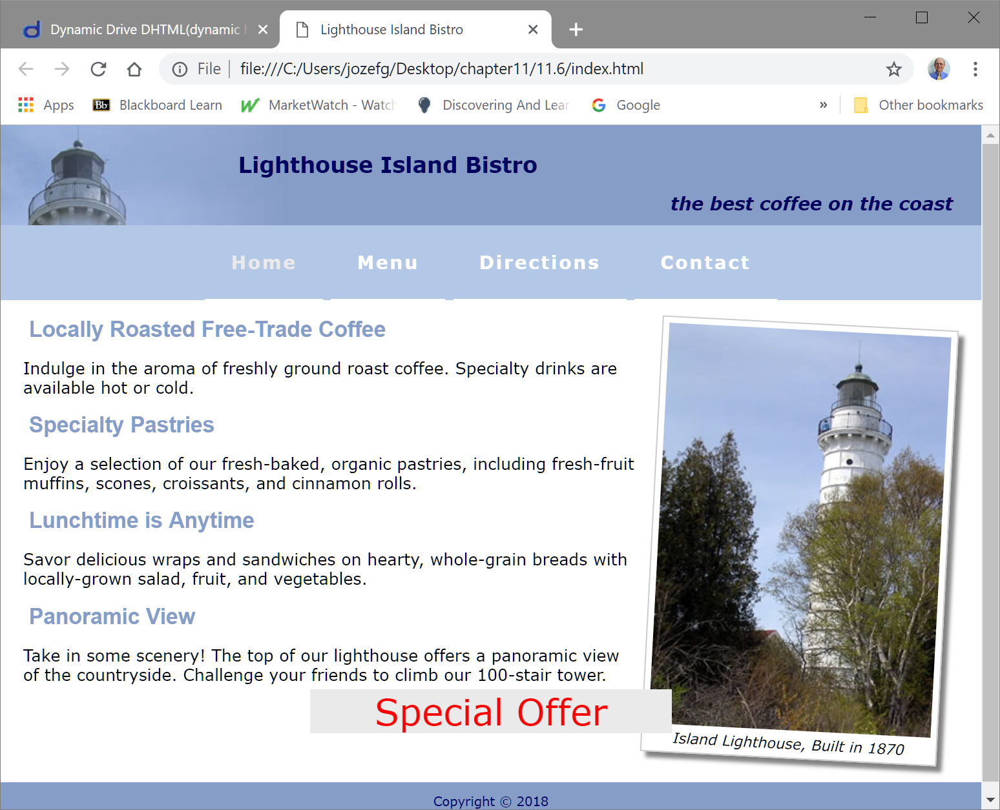 Dynamic Drive DHTML(dynamic
Lighthouse Island Bistro
File
file:///C:/Users/jozefg/Desktop/chapter11/11.6/index.html
Apps
Bb
Blackboard Learn
MarketWatch - Watch
Discovering And Lear
Google
»
Other bookmarks
Lighthouse Island Bistro
the best coffee on the coast
Home Menu Directions Contact
Locally Roasted Free-Trade Coffee
Indulge in the aroma of freshly ground roast coffee. Specialty drinks are
available hot or cold.
Specialty Pastries
Enjoy a selection of our fresh-baked, organic pastries, including fresh-fruit
muffins, scones, croissants, and cinnamon rolls.
Lunchtime is Anytime
Savor delicious wraps and sandwiches on hearty, whole-grain breads with
locally-grown salad, fruit, and vegetables.
Panoramic View
Take in some scenery! The top of our lighthouse offers a panoramic view
of the countryside. Challenge your friends to climb our 100-stair tower.
Special Offer
Island Lighthouse, Built in 1870
Copyright © 2018